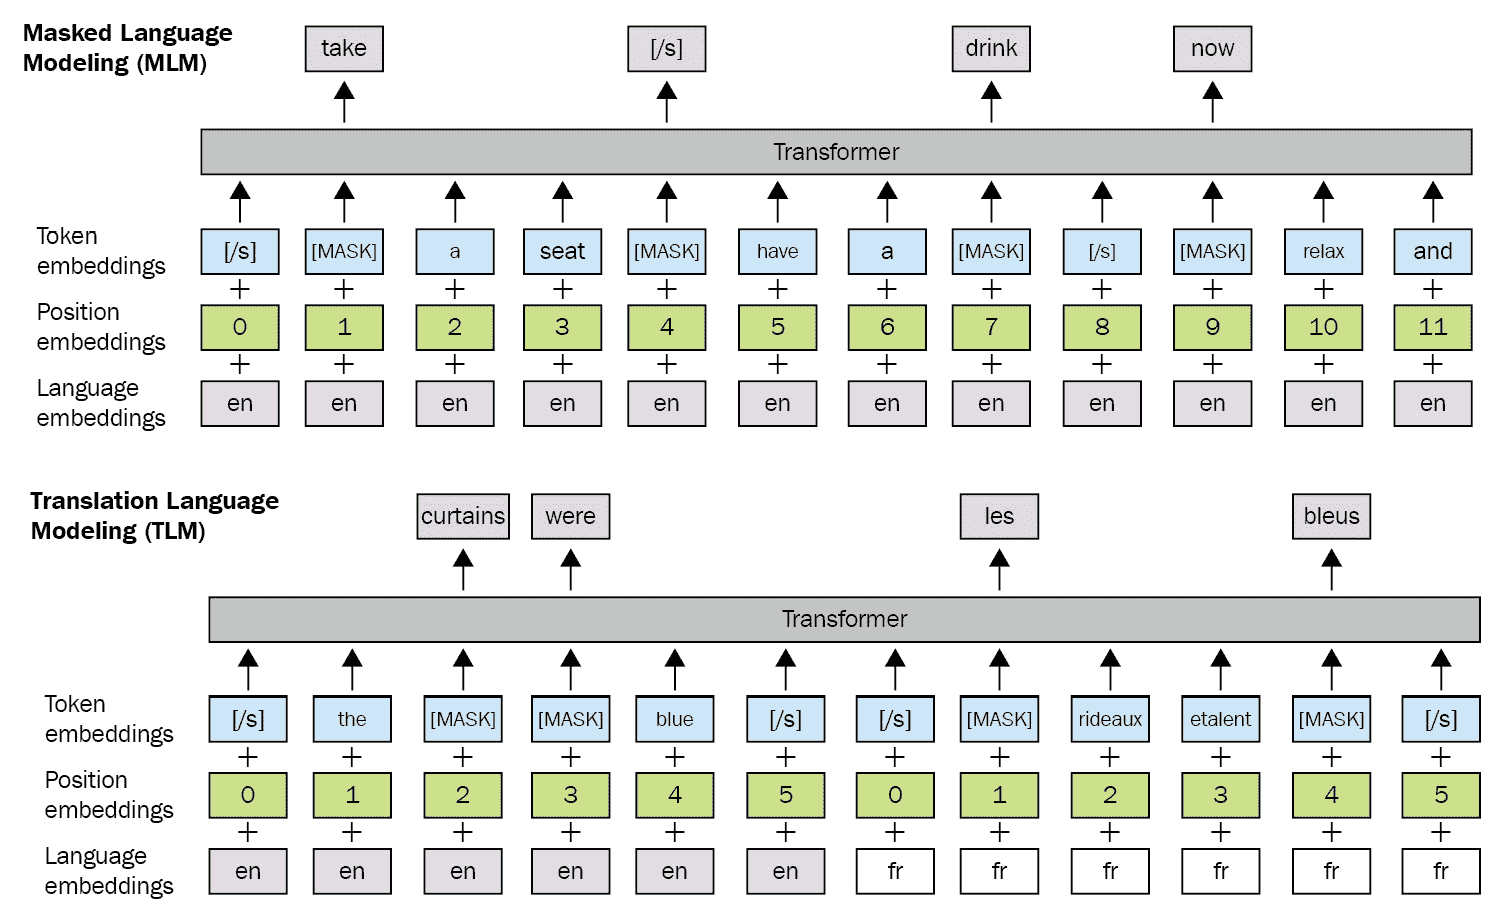 Masked Language
Modeling (MLM)
take [/s] drink now
Transformer
Token
embeddings
[/s] [MASK] a seat [MASK] have a [MASK] [/s] [MASK] relax and
+ + + + + + + + + + + +
Position
embeddings
0 1 2 3 4 5 6 7 8 9 10 11
+ + + + + + + + + + + +
Language
embeddings
en en en en en en en en en en en en
Translation Language
Modeling (TLM)
curtains were les bleus
Transformer
Token
embeddings
[/s] the [MASK] [MASK] blue [/s] [/s] [MASK] rideaux etalent [MASK] [/s]
+ + + + + + + + + + + +
Position
embeddings
0 1 2 3 4 5 0 1 2 3 4 5
+ + + + + + + + + + + +
Language
embeddings
en en en en en en fr fr fr fr fr fr